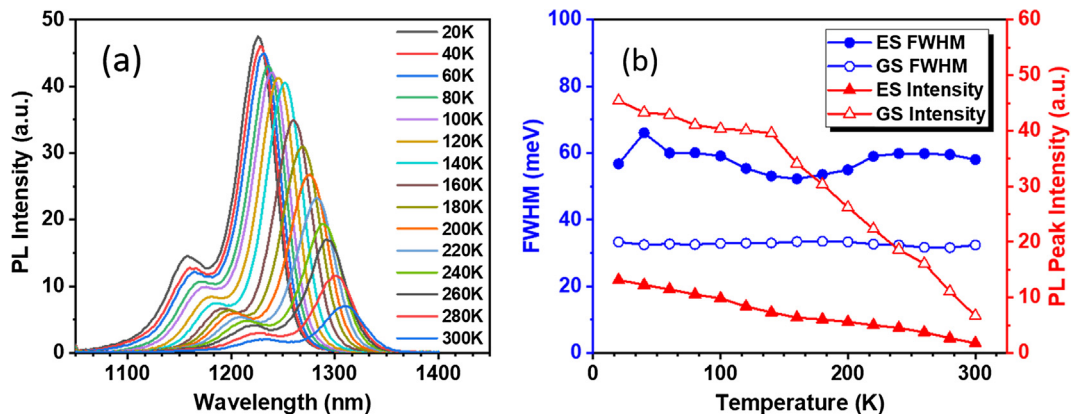 (a)
PL Intensity (a.u.)
50
40
30
20
10
0
1100
1200
1300
1400
Wavelength (nm)
20K
40K
60K
80K
100K
120K
140K
160K
180K
200K
220K
240K
260K
280K
300K
(b)
FWHM (meV)
100
80
60
40
20
0
0
100
200
300
Temperature (K)
ES FWHM
GS FWHM
ES Intensity
GS Intensity
60
50
40
30
20
10
0
PL Peak Intensity (a.u.)